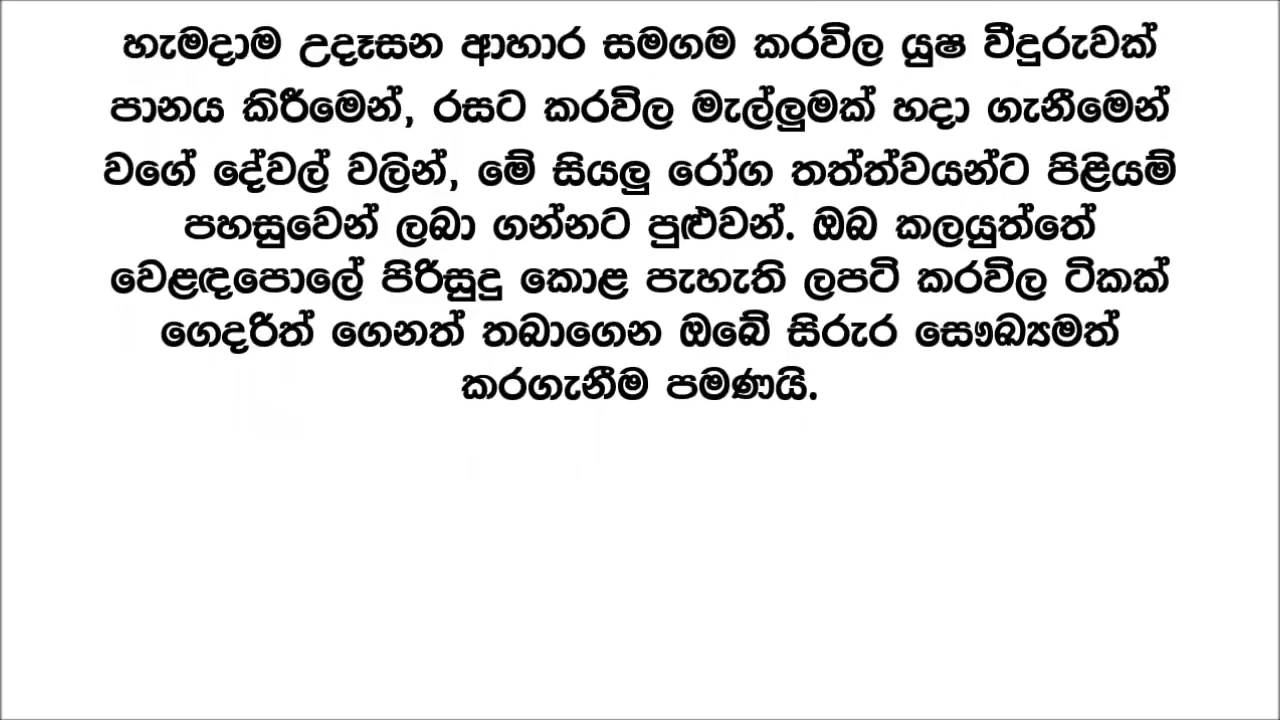 හැමදාම උදෑසන ආහාර සමගම කරවිල යුෂ වීදුරුවක්
පානය කිරීමෙන්, රසට කරවිල මැල්ලුමක් හදා ගැනීමෙන්
වගේ දේවල් වලින්, මේ සියලු රෝග තත්ත්වයන්ට පිළියම්
පහසුවෙන් ලබා ගන්නට පුළුවන්. ඔබ කලයුත්තේ
වෙළඳපොලේ පිරිසුදු කොළ පැහැති ලපටි කරවිල ටිකක්
ගෙදරිත් ගෙනත් තබාගෙන ඔබේ සිරුර සෞඛ්‍යමත්
කරගැනීම පමණයි.